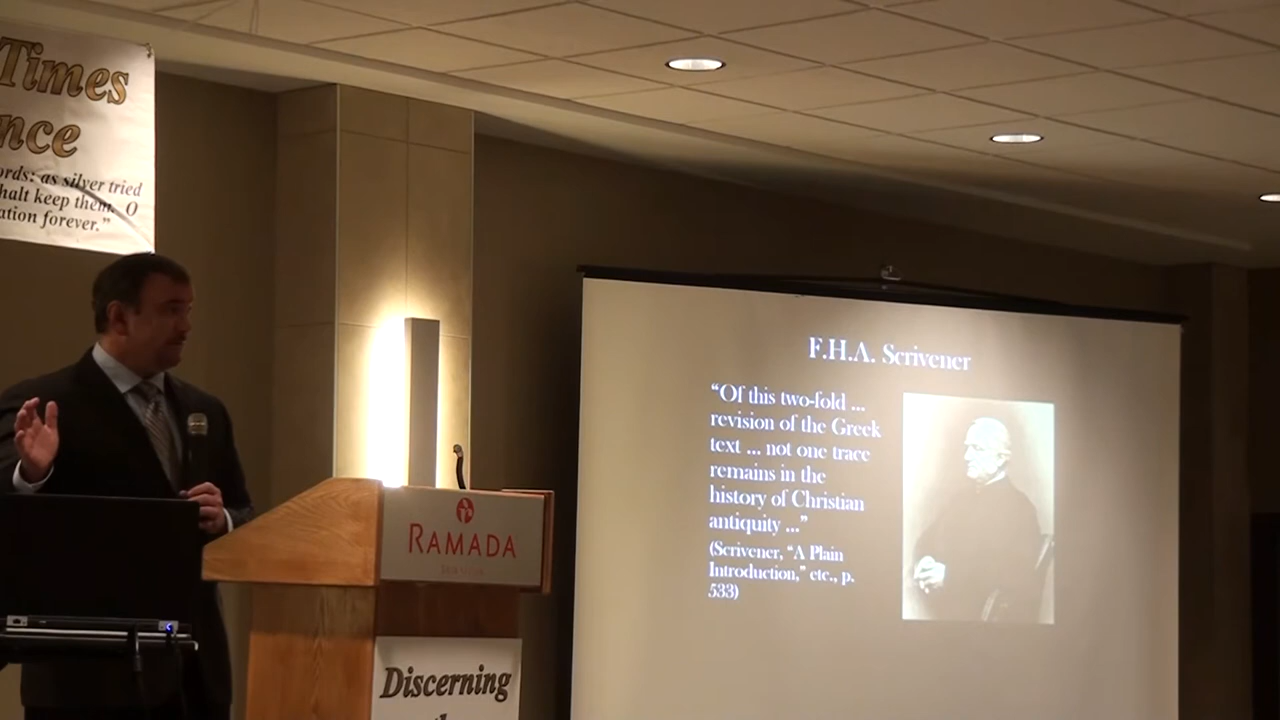 Times
nce
ords: as silver tried
halt keep them, O
ation forever."
F.H.A. Scrivener
"Of this two-fold ...
revision of the Greek
text ... not one trace
remains in the
history of Christian
antiquity ..."
(Scrivener, "A Plain
Introduction," etc., p.
533)
RAMADA
Discerning